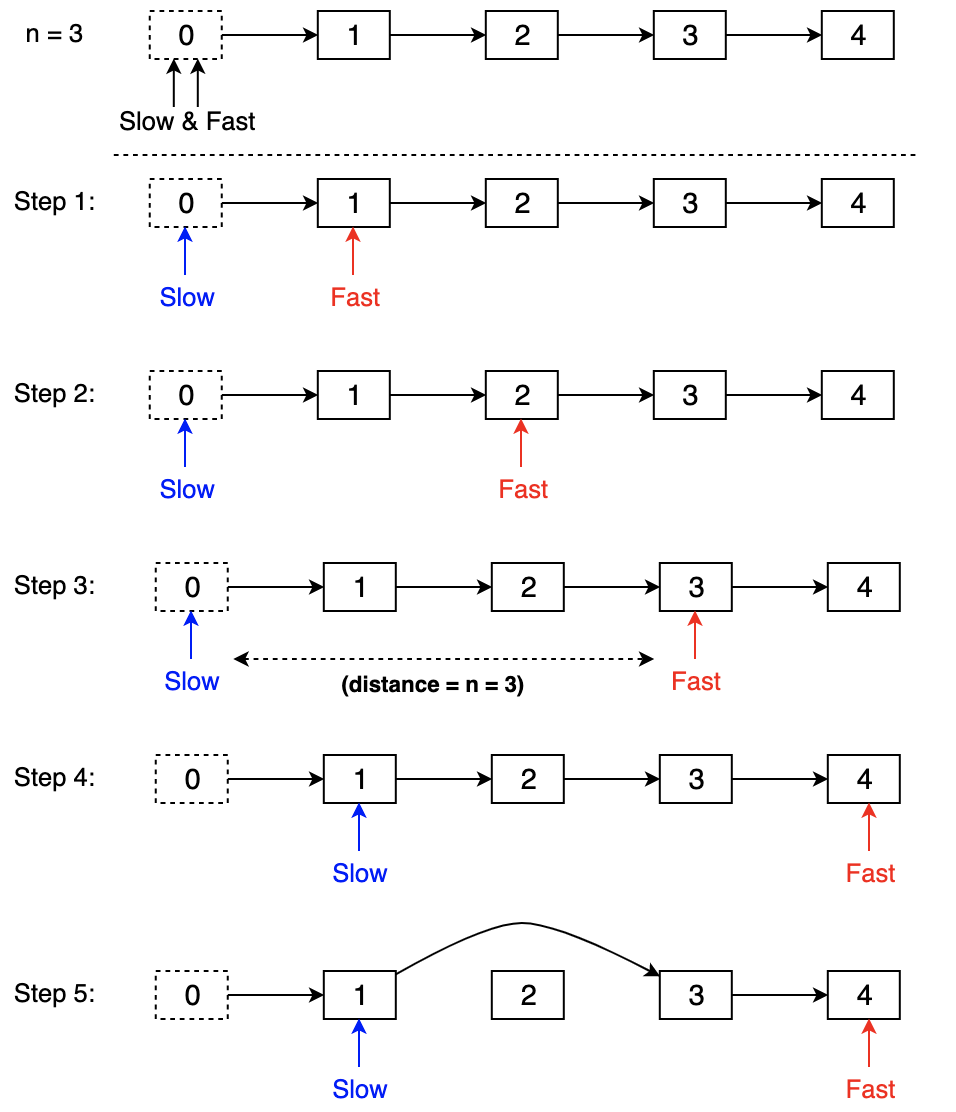 n = 3 0 1 2 3 4
Slow & Fast
Step 1: 0 1 2 3 4
Slow Fast
Step 2: 0 1 2 3 4
Slow Fast
Step 3: 0 1 2 3 4
Slow (distance = n = 3) Fast
Step 4: 0 1 2 3 4
Slow Fast
Step 5: 0 1 2 3 4
Slow Fast